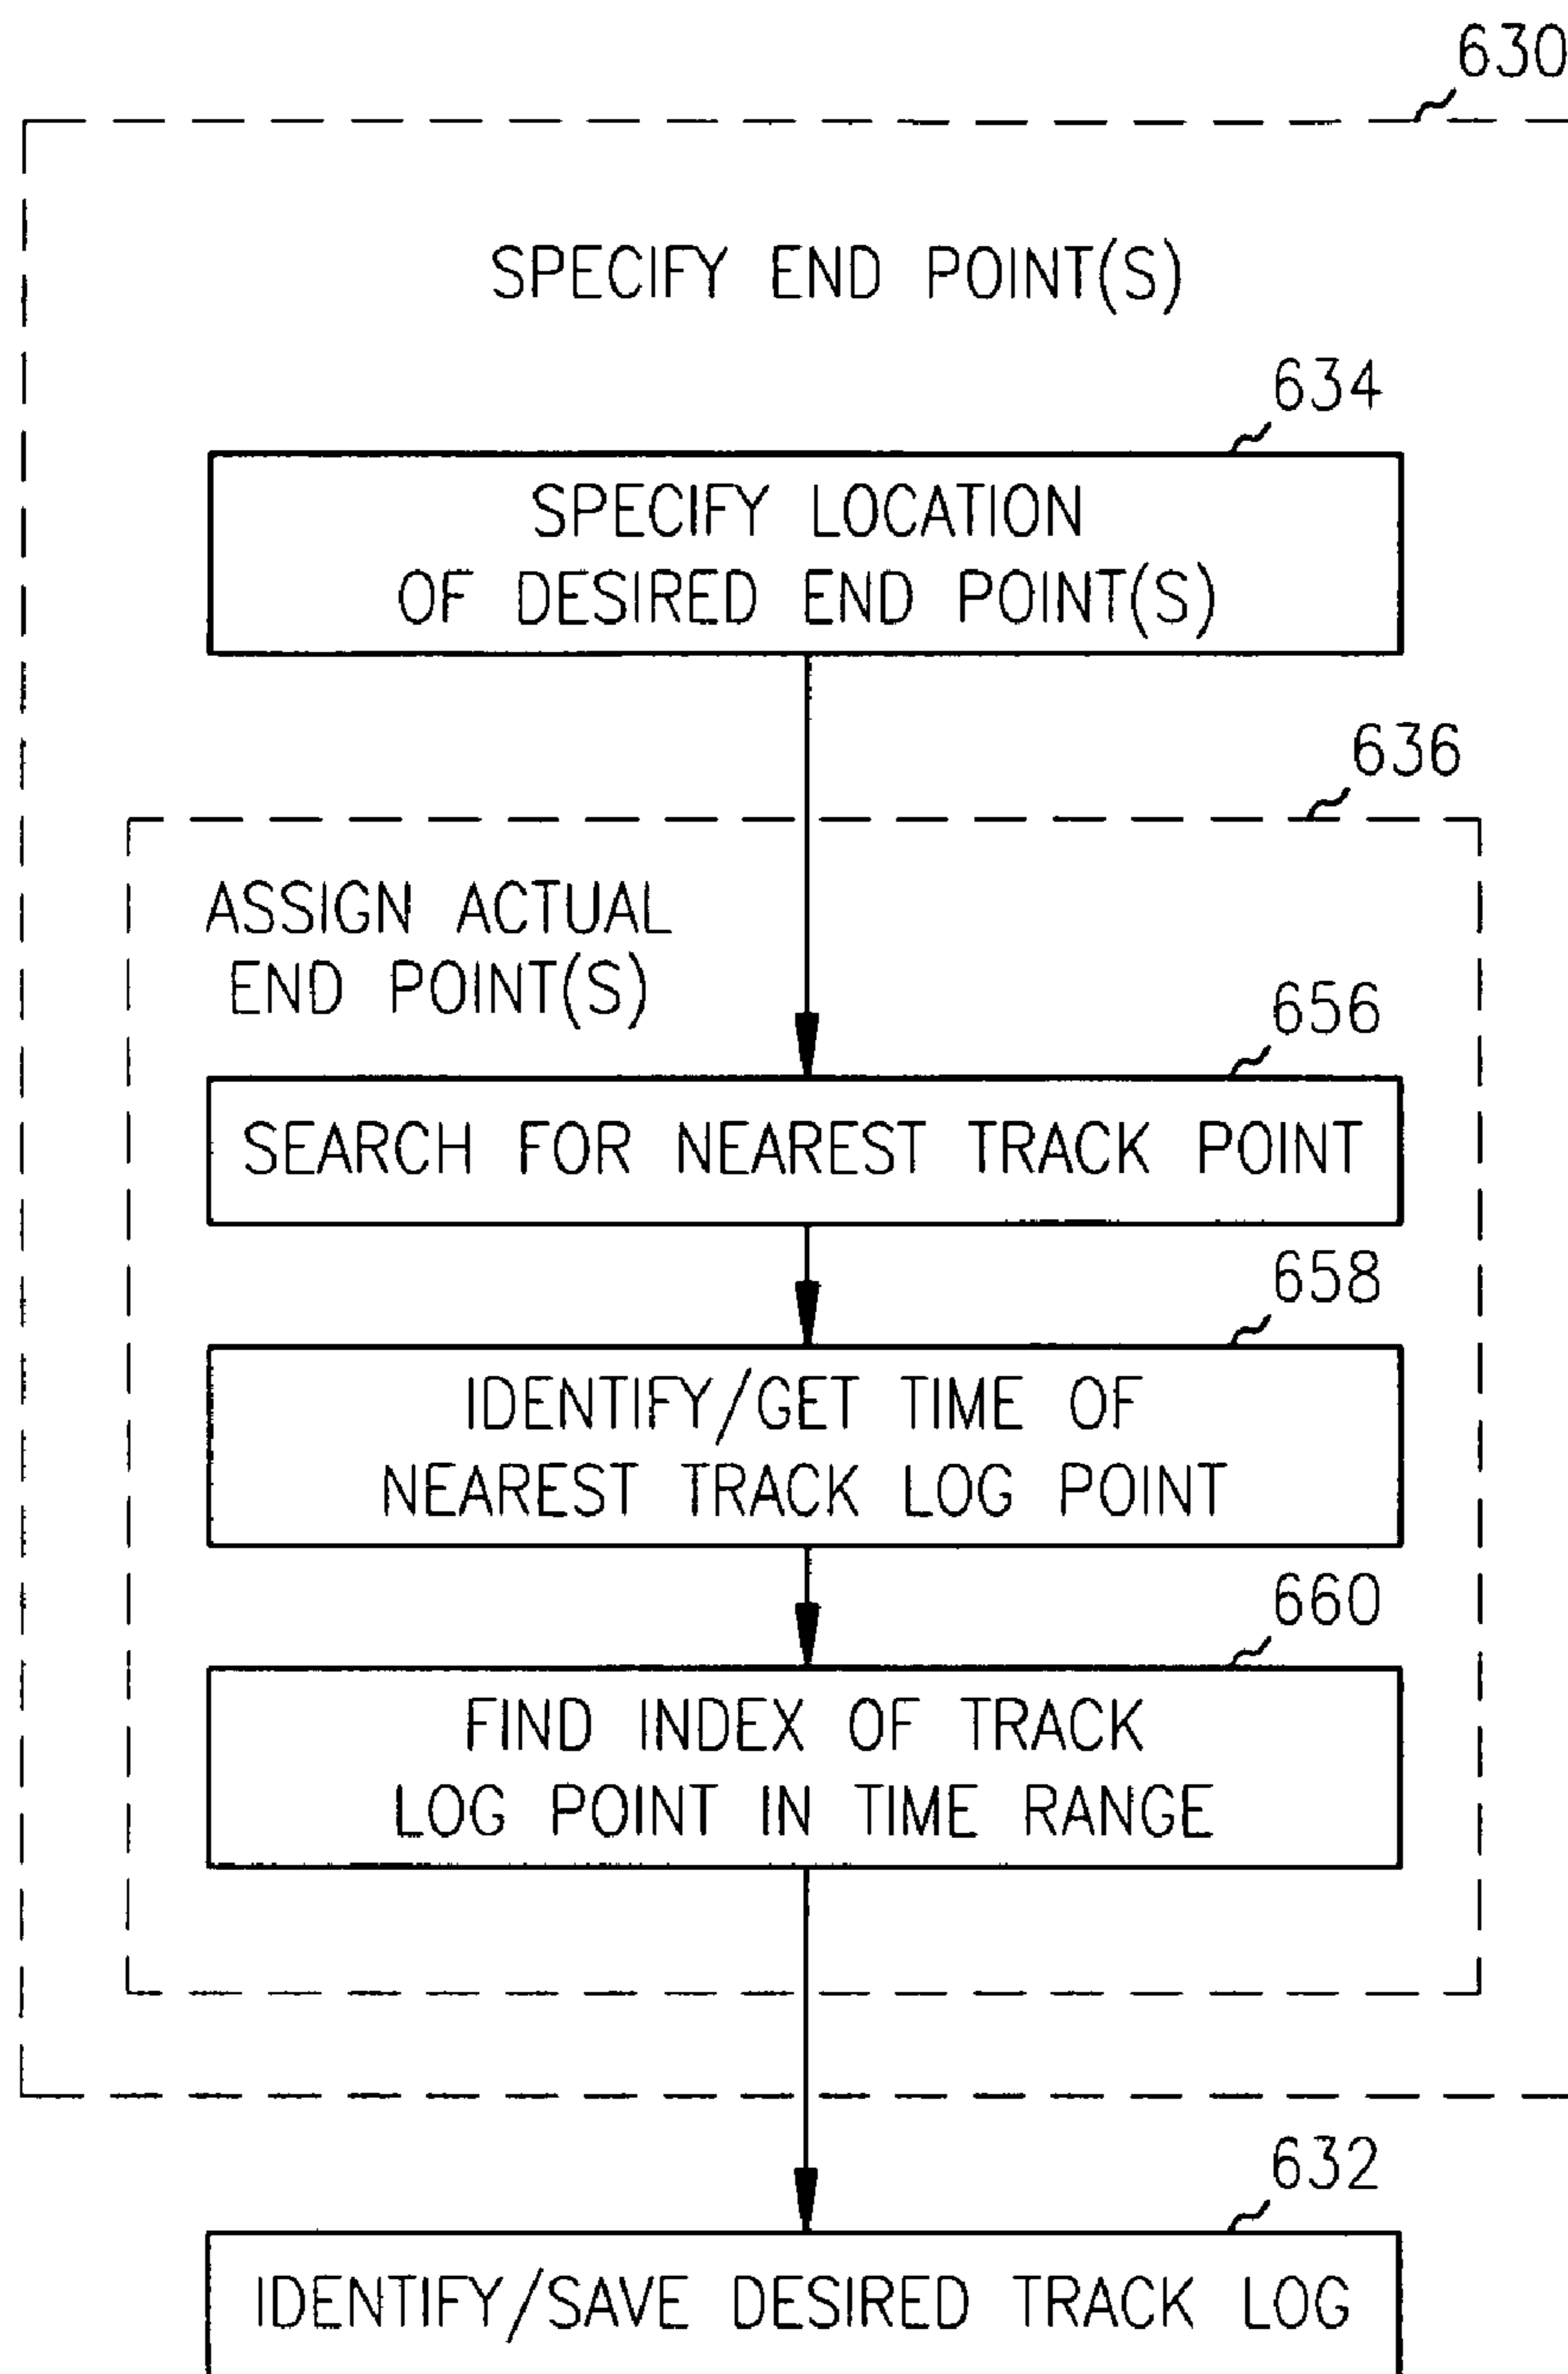 630
SPECIFY END POINT(S)
634
SPECIFY LOCATION
OF DESIRED END POINT(S)
636
ASSIGN ACTUAL
END POINT(S)
656
SEARCH FOR NEAREST TRACK POINT
658
IDENTIFY/GET TIME OF
NEAREST TRACK LOG POINT
660
FIND INDEX OF TRACK
LOG POINT IN TIME RANGE
632
IDENTIFY/SAVE DESIRED TRACK LOG